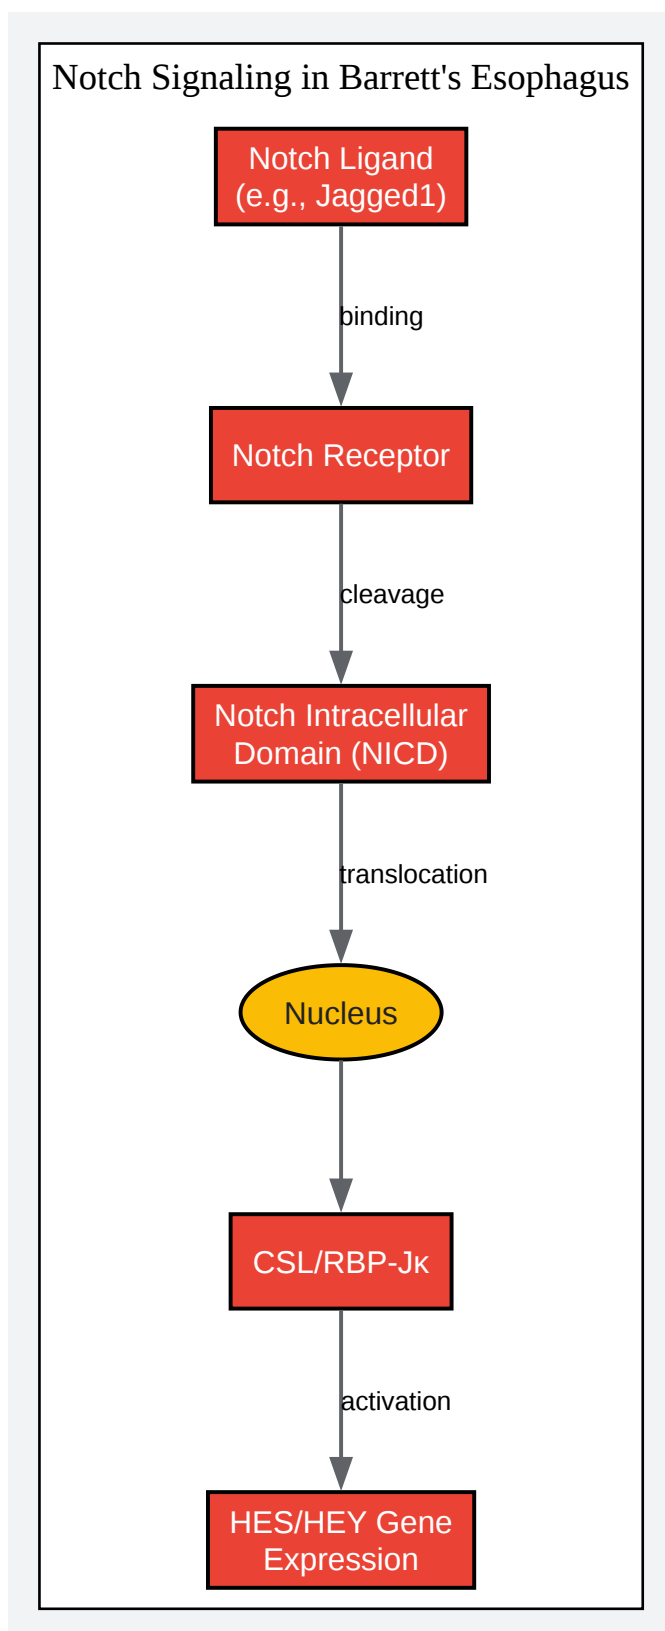 Notch Signaling in Barrett's Esophagus
Notch Ligand
(e.g., Jagged1)
binding
Notch Receptor
cleavage
Notch Intracellular
Domain (NICD)
translocation
Nucleus
CSL/RBP-Jκ
activation
HES/HEY Gene
Expression